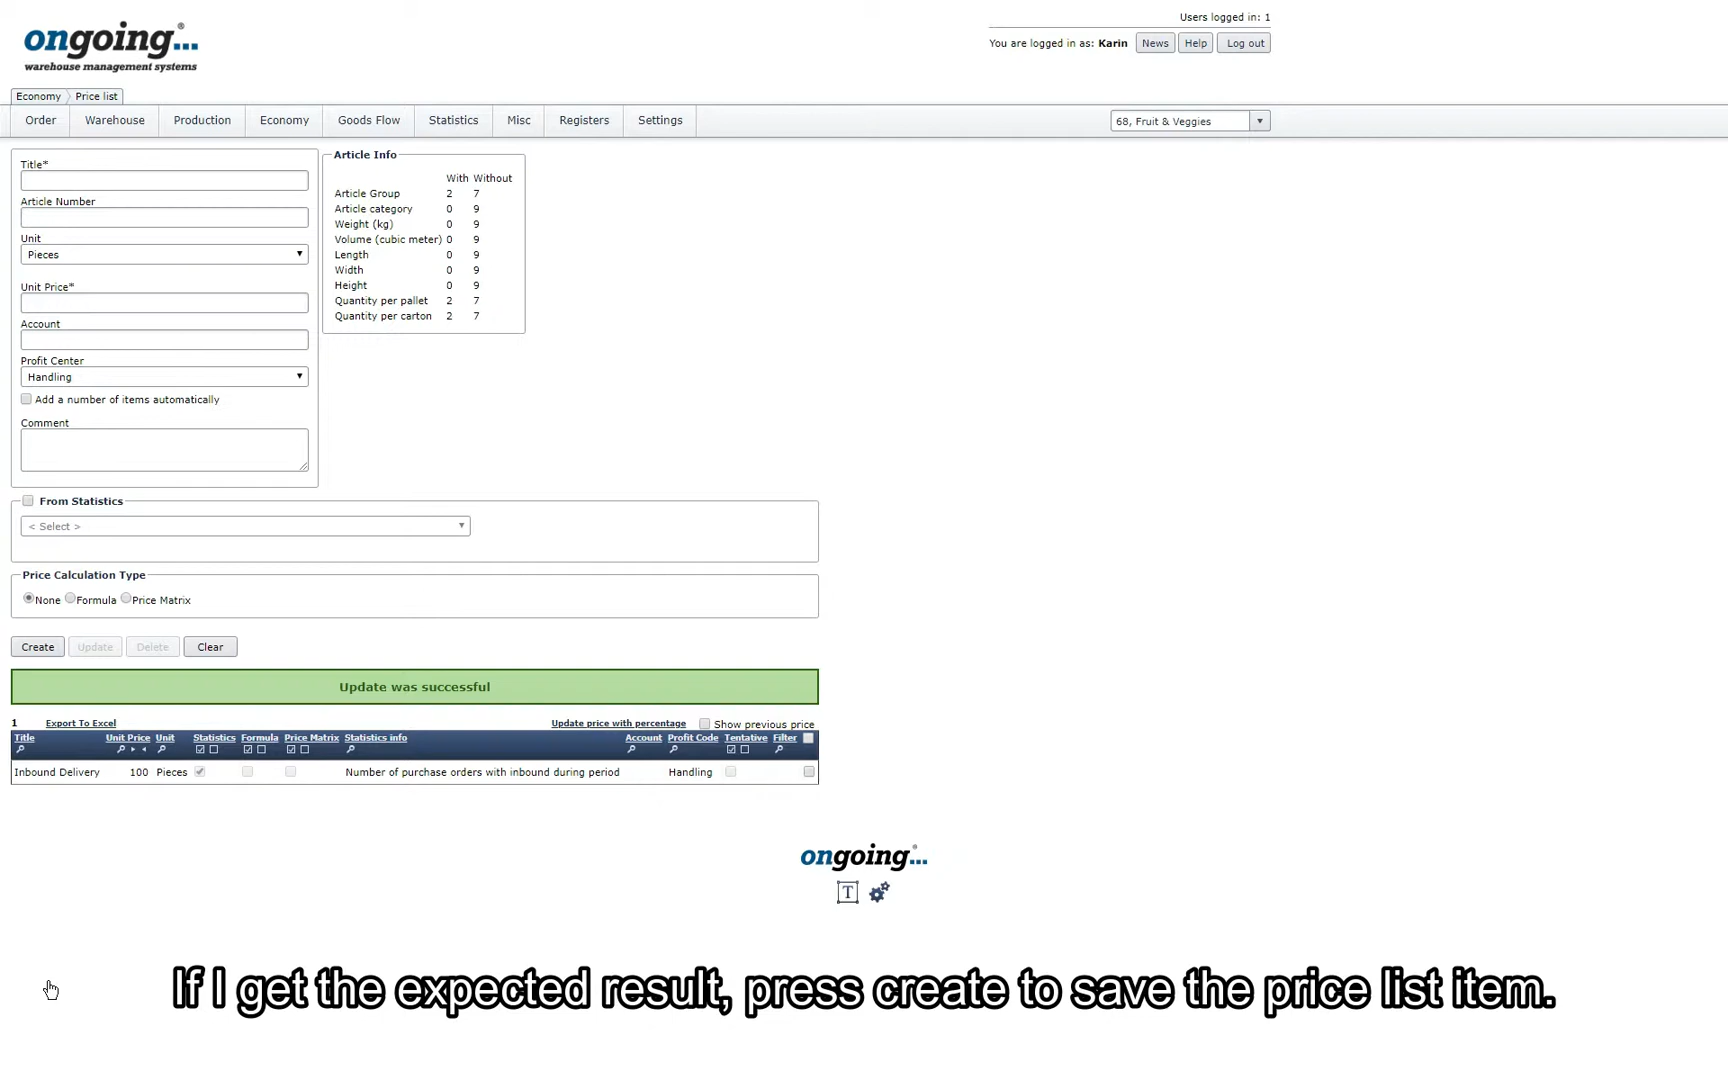 Users logged in: 1
ongoing...
warehouse management systems
You are logged in as: Karin News Help Log out
Economy Price list
Order Warehouse Production Economy Goods Flow Statistics Misc Registers Settings 68, Fruit & Veggies
Title*
Article Number
Unit
Pieces
Unit Price*
Account
Profit Center
Handling
Add a number of items automatically
Comment
Article Info
With Without
Article Group 2 7
Article category 0 9
Weight (kg) 0 9
Volume (cubic meter) 0 9
Length 0 9
Width 0 9
Height 0 9
Quantity per pallet 2 7
Quantity per carton 2 7
From Statistics
< Select >
Price Calculation Type
None Formula Price Matrix
Create Update Delete Clear
Update was successful
1 Export To Excel Update price with percentage Show previous price
Title Unit Price Unit Statistics Formula Price Matrix Statistics info Account Profit Code Tentative Filter
Inbound Delivery 100 Pieces Number of purchase orders with inbound during period Handling
ongoing...
T
If I get the expected result, press create to save the price list item.